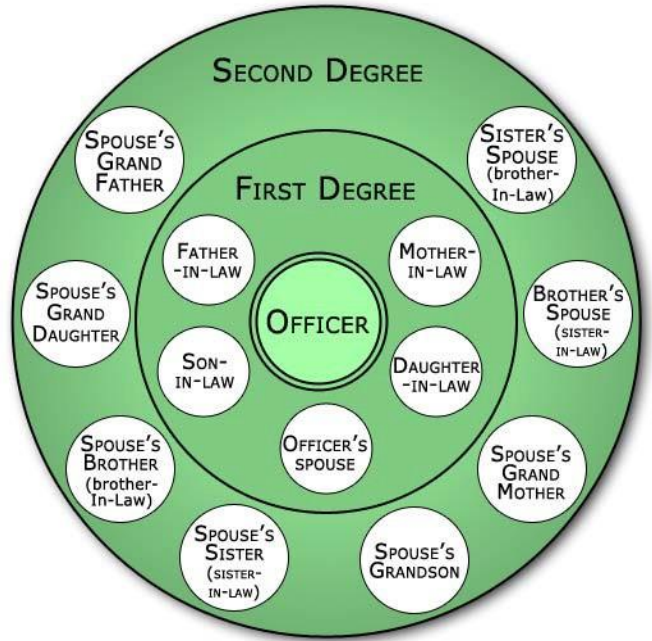 SECOND DEGREE
SPOUSE'S
GRAND
FATHER
SISTER'S
SPOUSE
(brother-
In-Law)
FIRST DEGREE
FATHER
-IN-LAW
MOTHER-
IN-LAW
SPOUSE'S
GRAND
DAUGHTER
OFFICER
BROTHER'S
SPOUSE
(SISTER-
IN-LAW)
SON-
IN-LAW
DAUGHTER
-IN-LAW
OFFICER'S
SPOUSE
SPOUSE'S
BROTHER
(brother-
In-Law)
SPOUSE'S
GRAND
MOTHER
SPOUSE'S
SISTER
(SISTER-
IN-LAW)
SPOUSE'S
GRANDSON